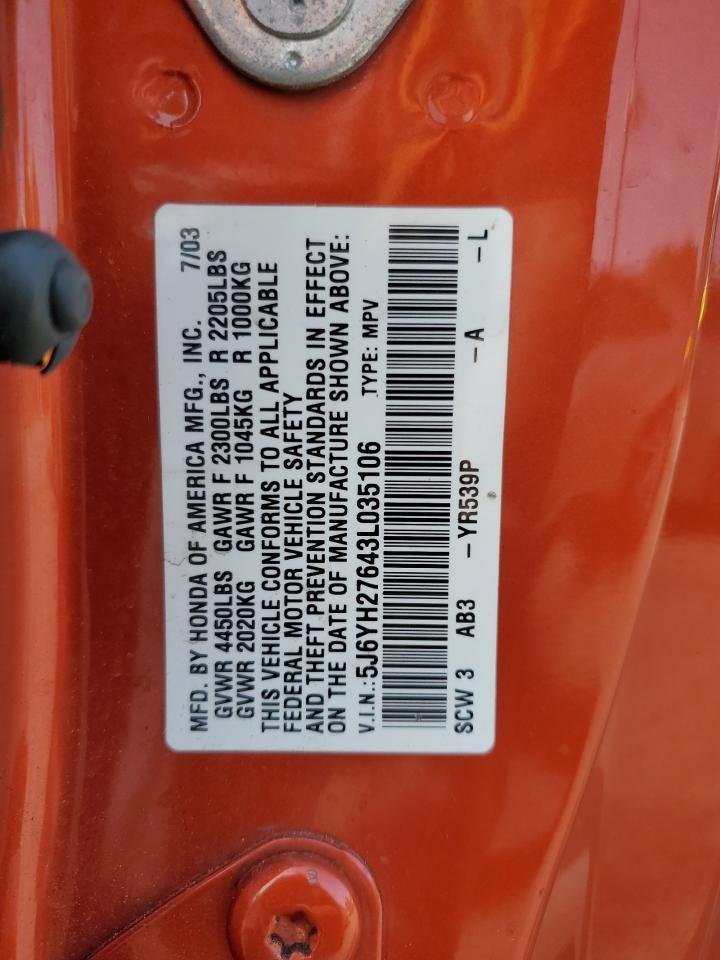 MFD. BY HONDA OF AMERICA MFG., INC. 7/03
GVWR 4450LBS GAWR F 2300LBS R 2205LBS
GVWR 2020KG GAWR F 1045KG R 1000KG
THIS VEHICLE CONFORMS TO ALL APPLICABLE
FEDERAL MOTOR VEHICLE SAFETY
AND THEFT PREVENTION STANDARDS IN EFFECT
ON THE DATE OF MANUFACTURE SHOWN ABOVE:
V.I.N.:5J6YH27643L035106 TYPE: MPV
SCW 3 AB3 -YR539P -A -L